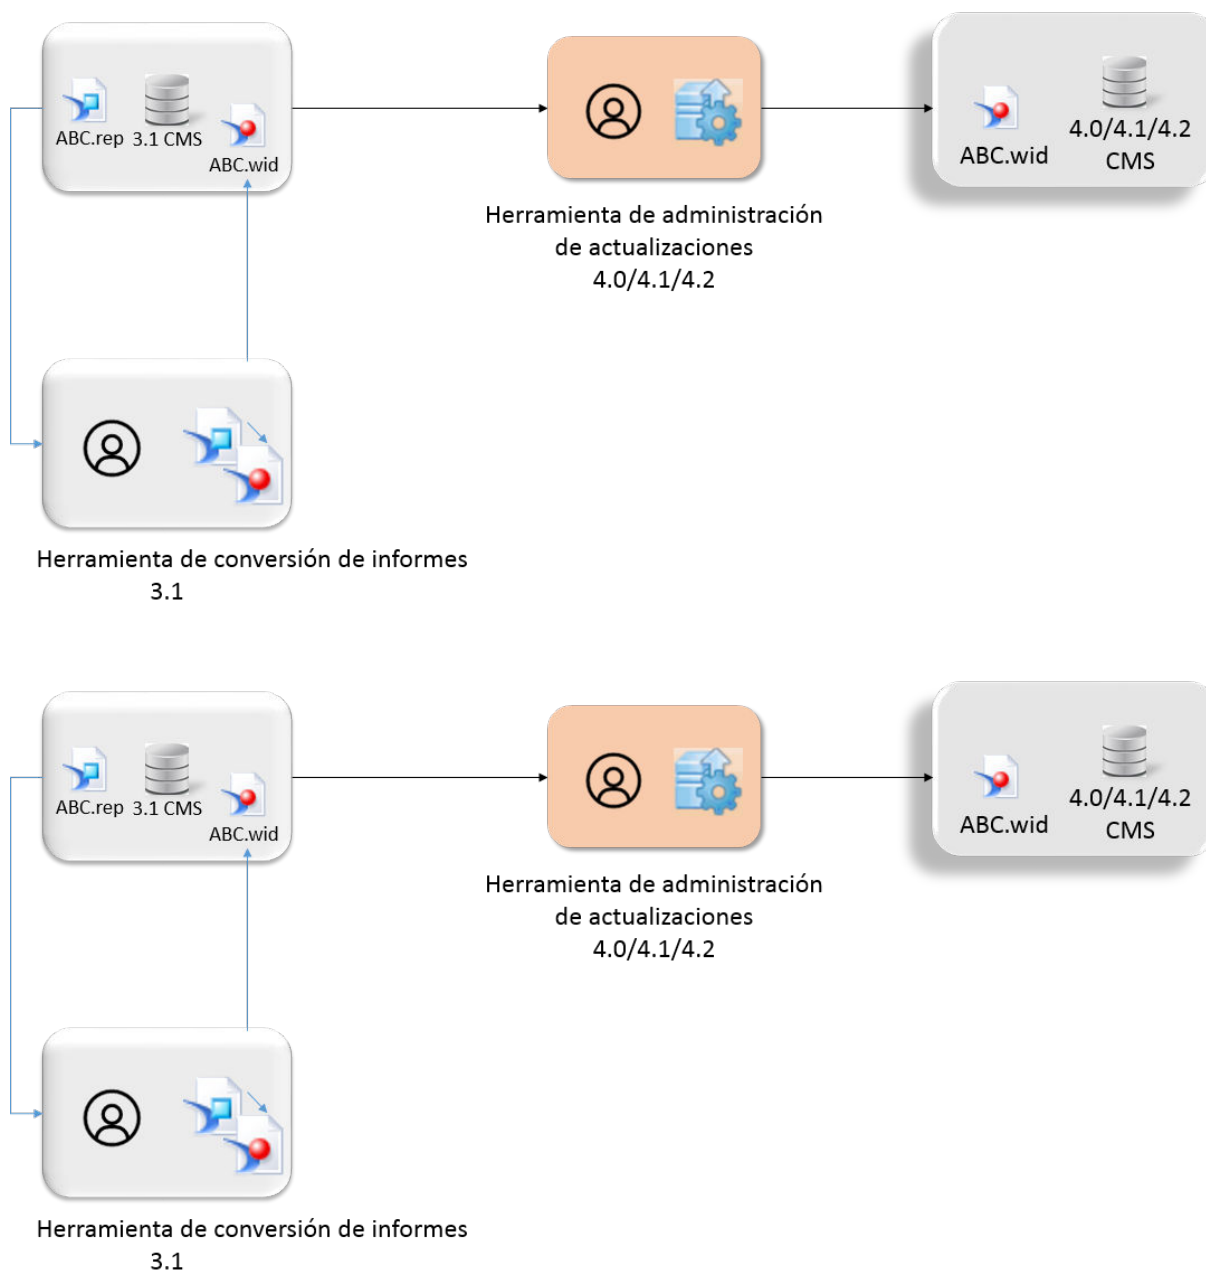 ABC.rep
3.1 CMS
ABC.wid
ABC.wid
4.0/4.1/4.2
CMS
Herramienta de administración
de actualizaciones
4.0/4.1/4.2
Herramienta de conversión de informes
3.1
ABC.rep
3.1 CMS
ABC.wid
ABC.wid
4.0/4.1/4.2
CMS
Herramienta de administración
de actualizaciones
4.0/4.1/4.2
Herramienta de conversión de informes
3.1